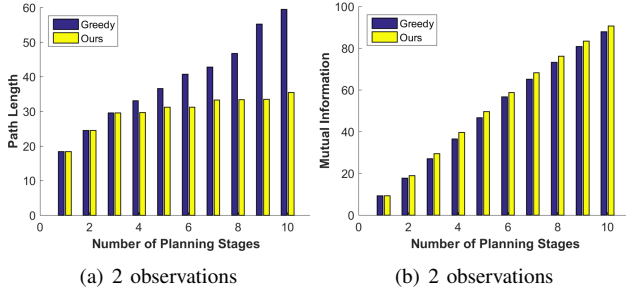 Greedy
Ours
60
50
40
30
20
10
0
Path Length
0 2 4 6 8 10
Number of Planning Stages
(a) 2 observations
Greedy
Ours
100
80
60
40
20
0
Mutual Information
0 2 4 6 8 10
Number of Planning Stages
(b) 2 observations